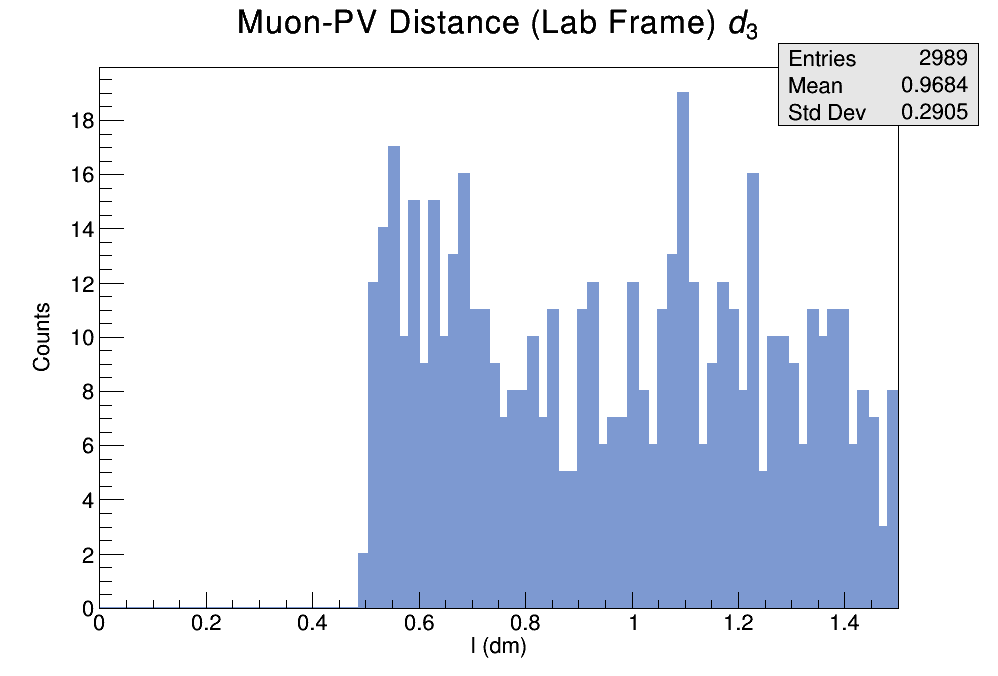 Muon-PV Distance (Lab Frame) d₃
Entries 2989
Mean 0.9684
Std Dev 0.2905
18
16
14
12
10
8
6
4
2
0
Counts
0 0.2 0.4 0.6 0.8 1 1.2 1.4
l (dm)